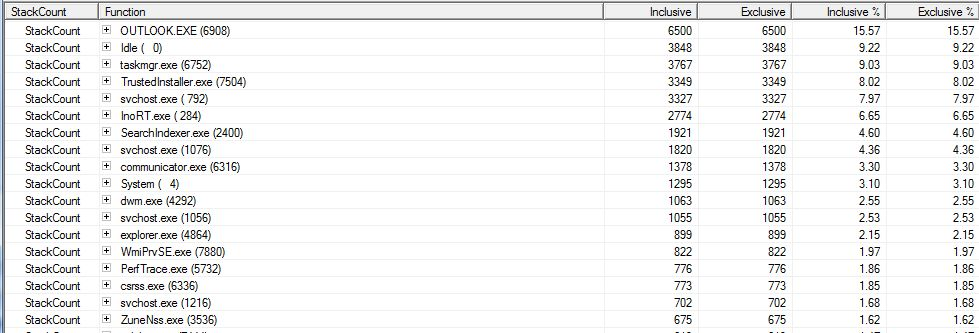 StackCount Function Inclusive Exclusive Inclusive % Exclusive %
StackCount OUTLOOK.EXE (6908) 6500 6500 15.57 15.57
StackCount Idle (   0) 3848 3848 9.22 9.22
StackCount taskmgr.exe (6752) 3767 3767 9.03 9.03
StackCount TrustedInstaller.exe (7504) 3349 3349 8.02 8.02
StackCount svchost.exe ( 792) 3327 3327 7.97 7.97
StackCount InoRT.exe ( 284) 2774 2774 6.65 6.65
StackCount SearchIndexer.exe (2400) 1921 1921 4.60 4.60
StackCount svchost.exe (1076) 1820 1820 4.36 4.36
StackCount communicator.exe (6316) 1378 1378 3.30 3.30
StackCount System (   4) 1295 1295 3.10 3.10
StackCount dwm.exe (4292) 1063 1063 2.55 2.55
StackCount svchost.exe (1056) 1055 1055 2.53 2.53
StackCount explorer.exe (4864) 899 899 2.15 2.15
StackCount WmiPrvSE.exe (7880) 822 822 1.97 1.97
StackCount PerfTrace.exe (5732) 776 776 1.86 1.86
StackCount csrss.exe (6336) 773 773 1.85 1.85
StackCount svchost.exe (1216) 702 702 1.68 1.68
StackCount ZuneNss.exe (3536) 675 675 1.62 1.62